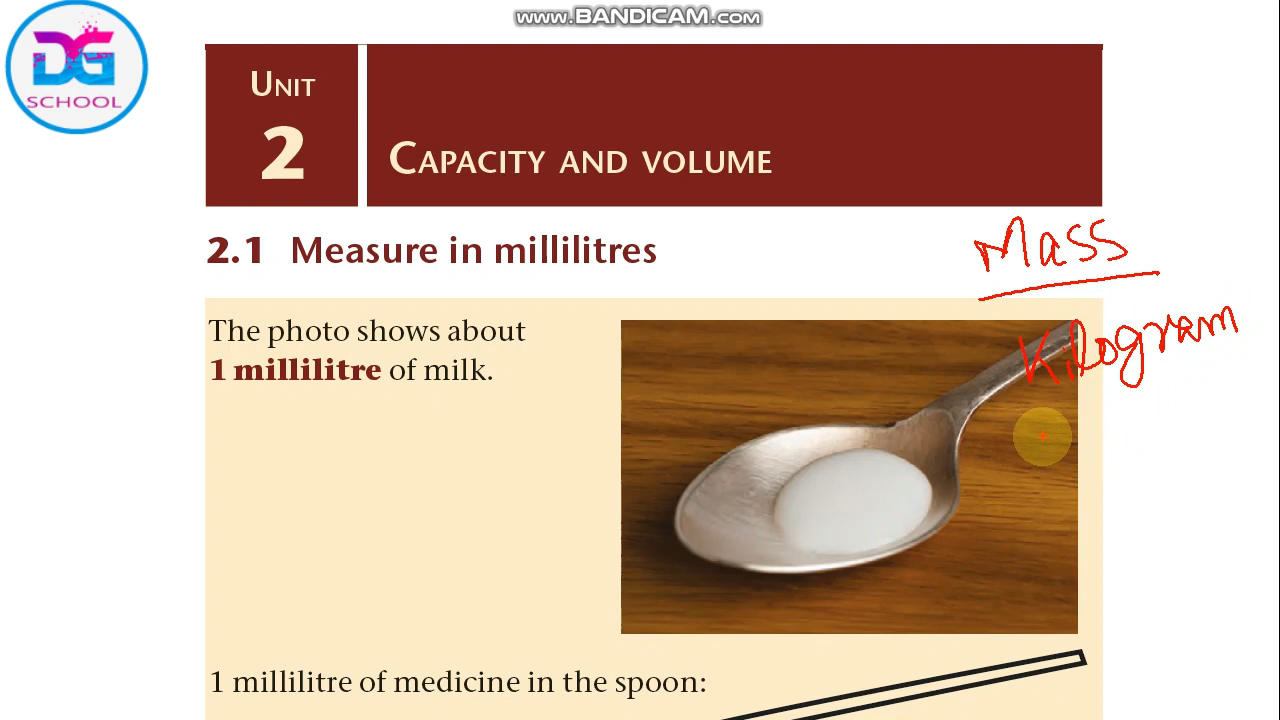 www.BANDICAM.com
DG
SCHOOL
UNIT
2
CAPACITY AND VOLUME
2.1 Measure in millilitres
Mass
Kilogram
The photo shows about
1 millilitre of milk.
1 millilitre of medicine in the spoon: